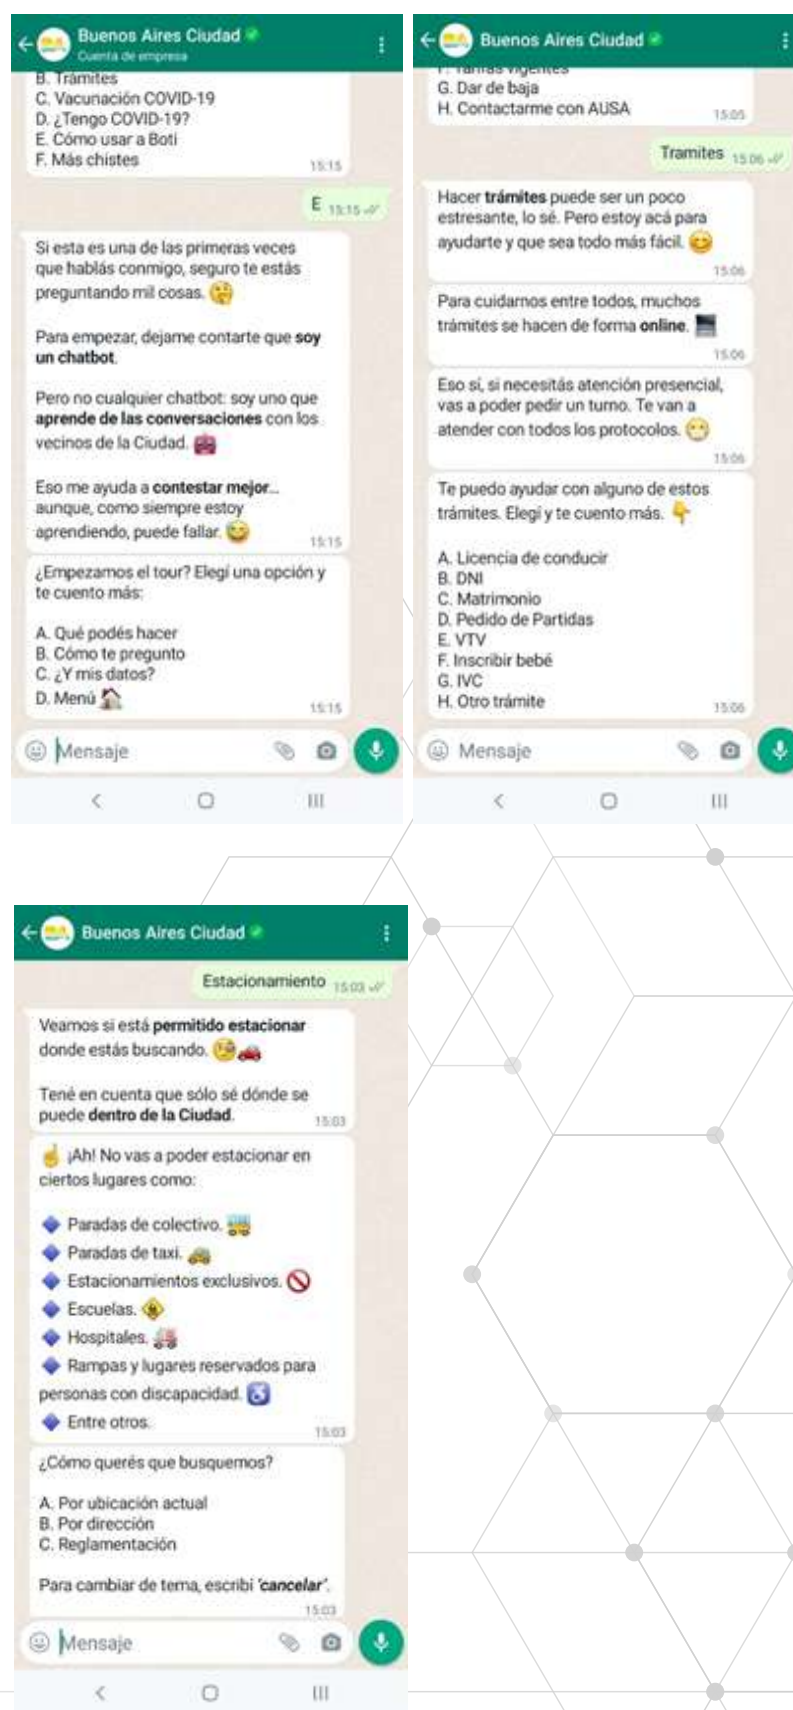 Buenos Aires Ciudad
Cuenta de empresa
B. Trámites
C. Vacunación COVID-19
D. ¿Tengo COVID-19?
E. Cómo usar a Boti
F. Más chistes
15:15
E 15:15
Si esta es una de las primeras veces
que hablás conmigo, seguro te estás
preguntando mil cosas.
Para empezar, dejame contarte que soy
un chatbot.
Pero no cualquier chatbot: soy uno que
aprende de las conversaciones con los
vecinos de la Ciudad.
Eso me ayuda a contestar mejor...
aunque, como siempre estoy
aprendiendo, puede fallar.
15:15
¿Empezamos el tour? Elegí una opción y
te cuento más:
A. Qué podés hacer
B. Cómo te pregunto
C. ¿Y mis datos?
D. Menú
15:15
Mensaje
Buenos Aires Ciudad
F. Tarifas vigentes
G. Dar de baja
H. Contactarme con AUSA
15:05
Tramites 15:06
Hacer trámites puede ser un poco
estresante, lo sé. Pero estoy acá para
ayudarte y que sea todo más fácil.
15:06
Para cuidarnos entre todos, muchos
trámites se hacen de forma online.
15:06
Eso sí, si necesitás atención presencial,
vas a poder pedir un turno. Te van a
atender con todos los protocolos.
15:06
Te puedo ayudar con alguno de estos
trámites. Elegí y te cuento más.
A. Licencia de conducir
B. DNI
C. Matrimonio
D. Pedido de Partidas
E. VTV
F. Inscribir bebé
G. IVC
H. Otro trámite
15:06
Mensaje
Buenos Aires Ciudad
Estacionamiento 15:03
Veamos si está permitido estacionar
donde estás buscando.
Tené en cuenta que sólo sé dónde se
puede dentro de la Ciudad.
15:03
¡Ah! No vas a poder estacionar en
ciertos lugares como:
Paradas de colectivo.
Paradas de taxi.
Estacionamientos exclusivos.
Escuelas.
Hospitales.
Rampas y lugares reservados para
personas con discapacidad.
Entre otros.
15:03
¿Cómo querés que busquemos?
A. Por ubicación actual
B. Por dirección
C. Reglamentación
Para cambiar de tema, escribí 'cancelar'.
15:03
Mensaje